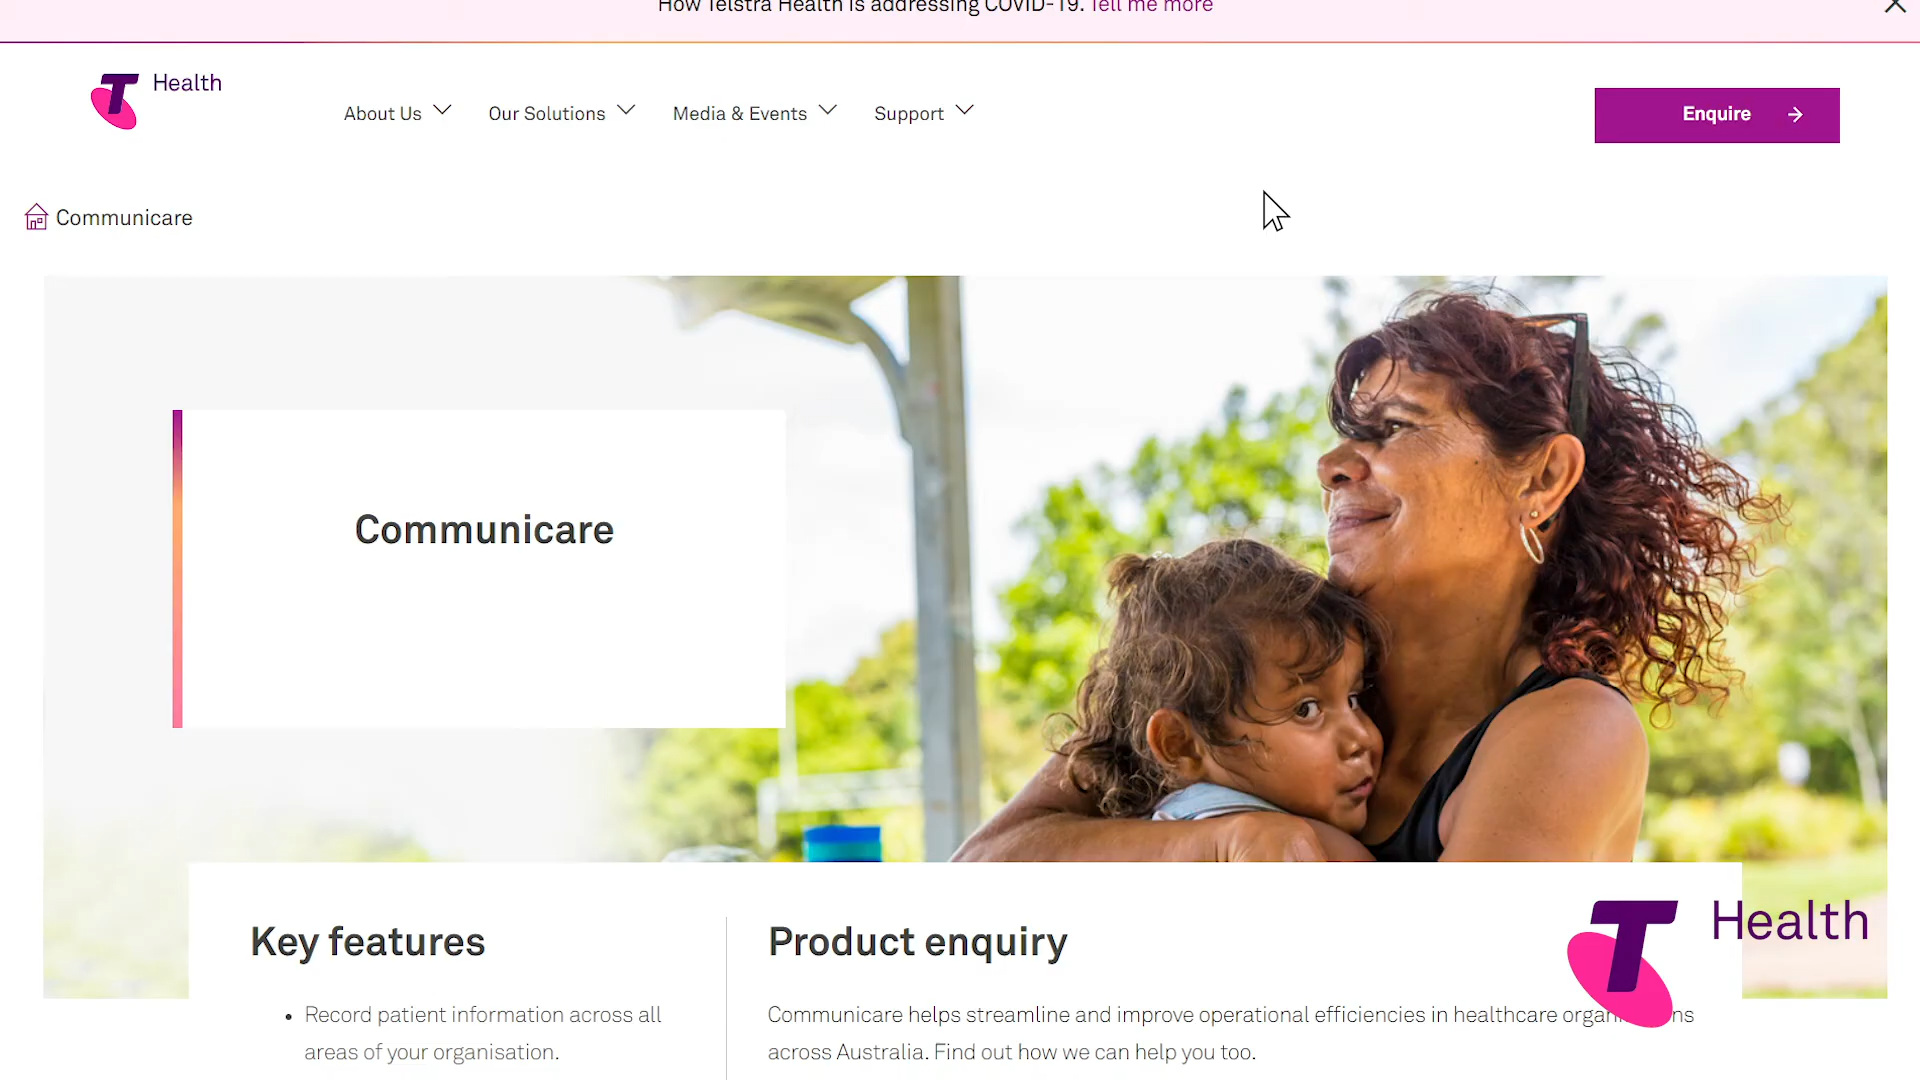 How Telstra Health is addressing COVID-19. Tell me more
Health
About Us
Our Solutions
Media & Events
Support
Enquire
Communicare
Communicare
Key features
Record patient information across all
areas of your organisation.
Product enquiry
Communicare helps streamline and improve operational efficiencies in healthcare
across Australia. Find out how we can help you too.
T Health